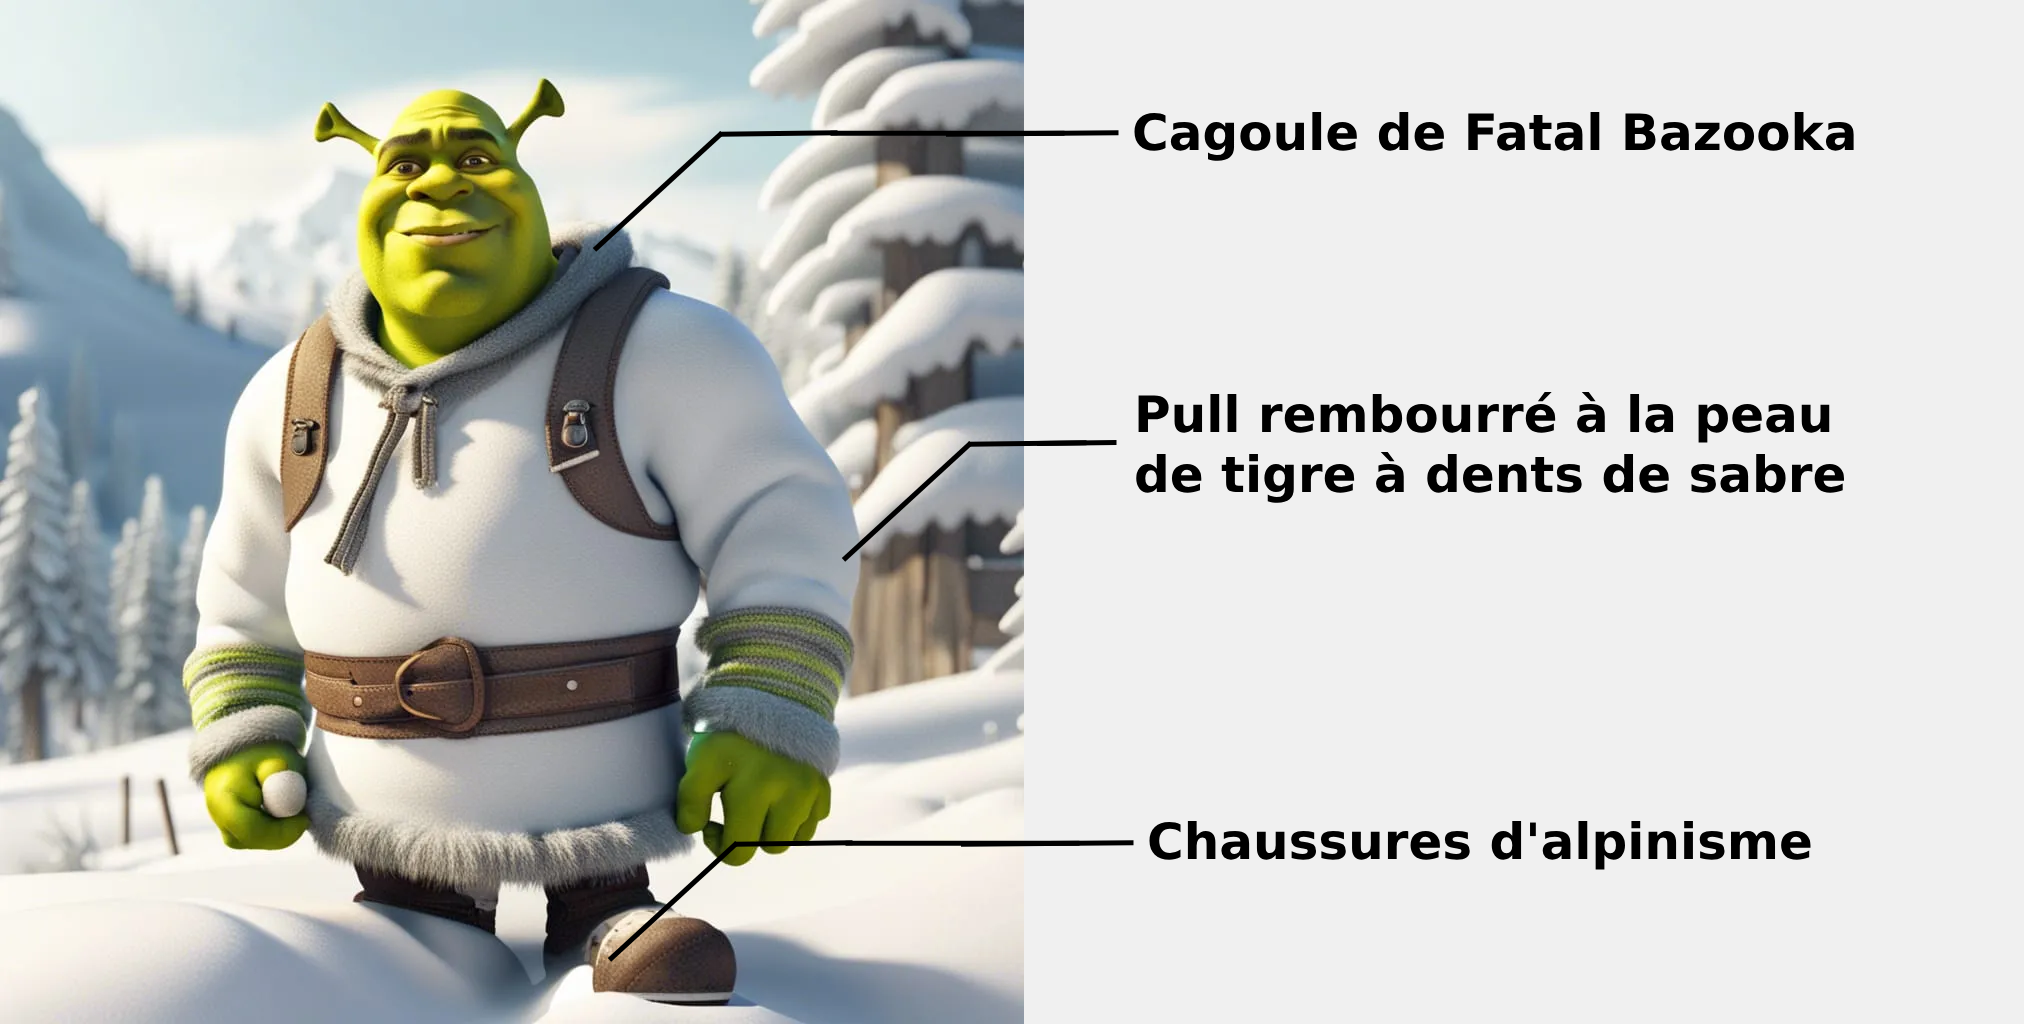 Cagoule de Fatal Bazooka
Pull rembourré à la peau
de tigre à dents de sabre
Chaussures d'alpinisme